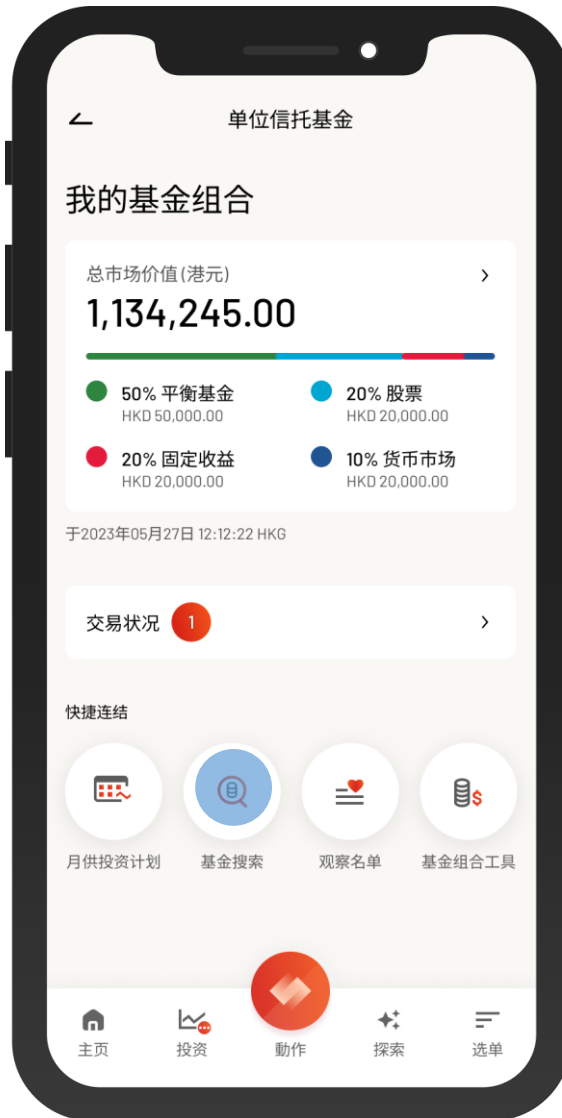 单位信托基金
我的基金组合
总市场价值(港元)
1,134,245.00
50% 平衡基金
HKD 50,000.00
20% 股票
HKD 20,000.00
20% 固定收益
HKD 20,000.00
10% 货币市场
HKD 20,000.00
于2023年05月27日 12:12:22 HKG
交易状况 1
快捷连结
月供投资计划
基金搜索
观察名单
基金组合工具
主页
投资
動作
探索
选单